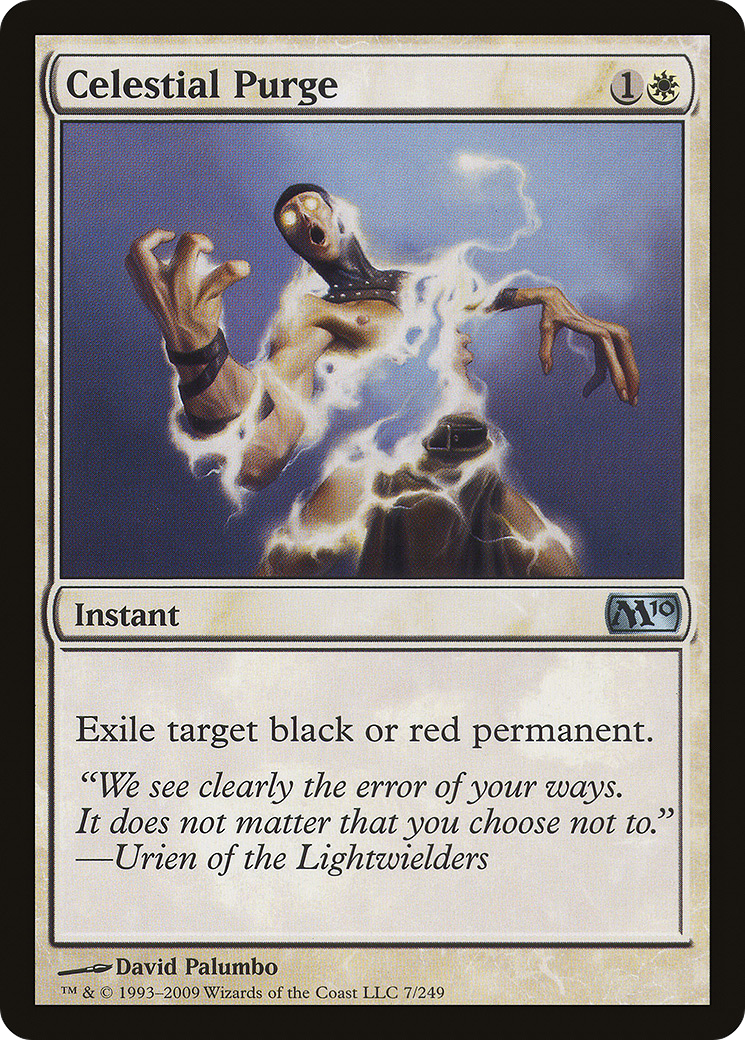 Celestial Purge 1
Instant M10
Exile target black or red permanent.
“We see clearly the error of your ways.
It does not matter that you choose not to.”
—Urien of the Lightwielders
David Palumbo
™ & © 1993–2009 Wizards of the Coast LLC 7/249